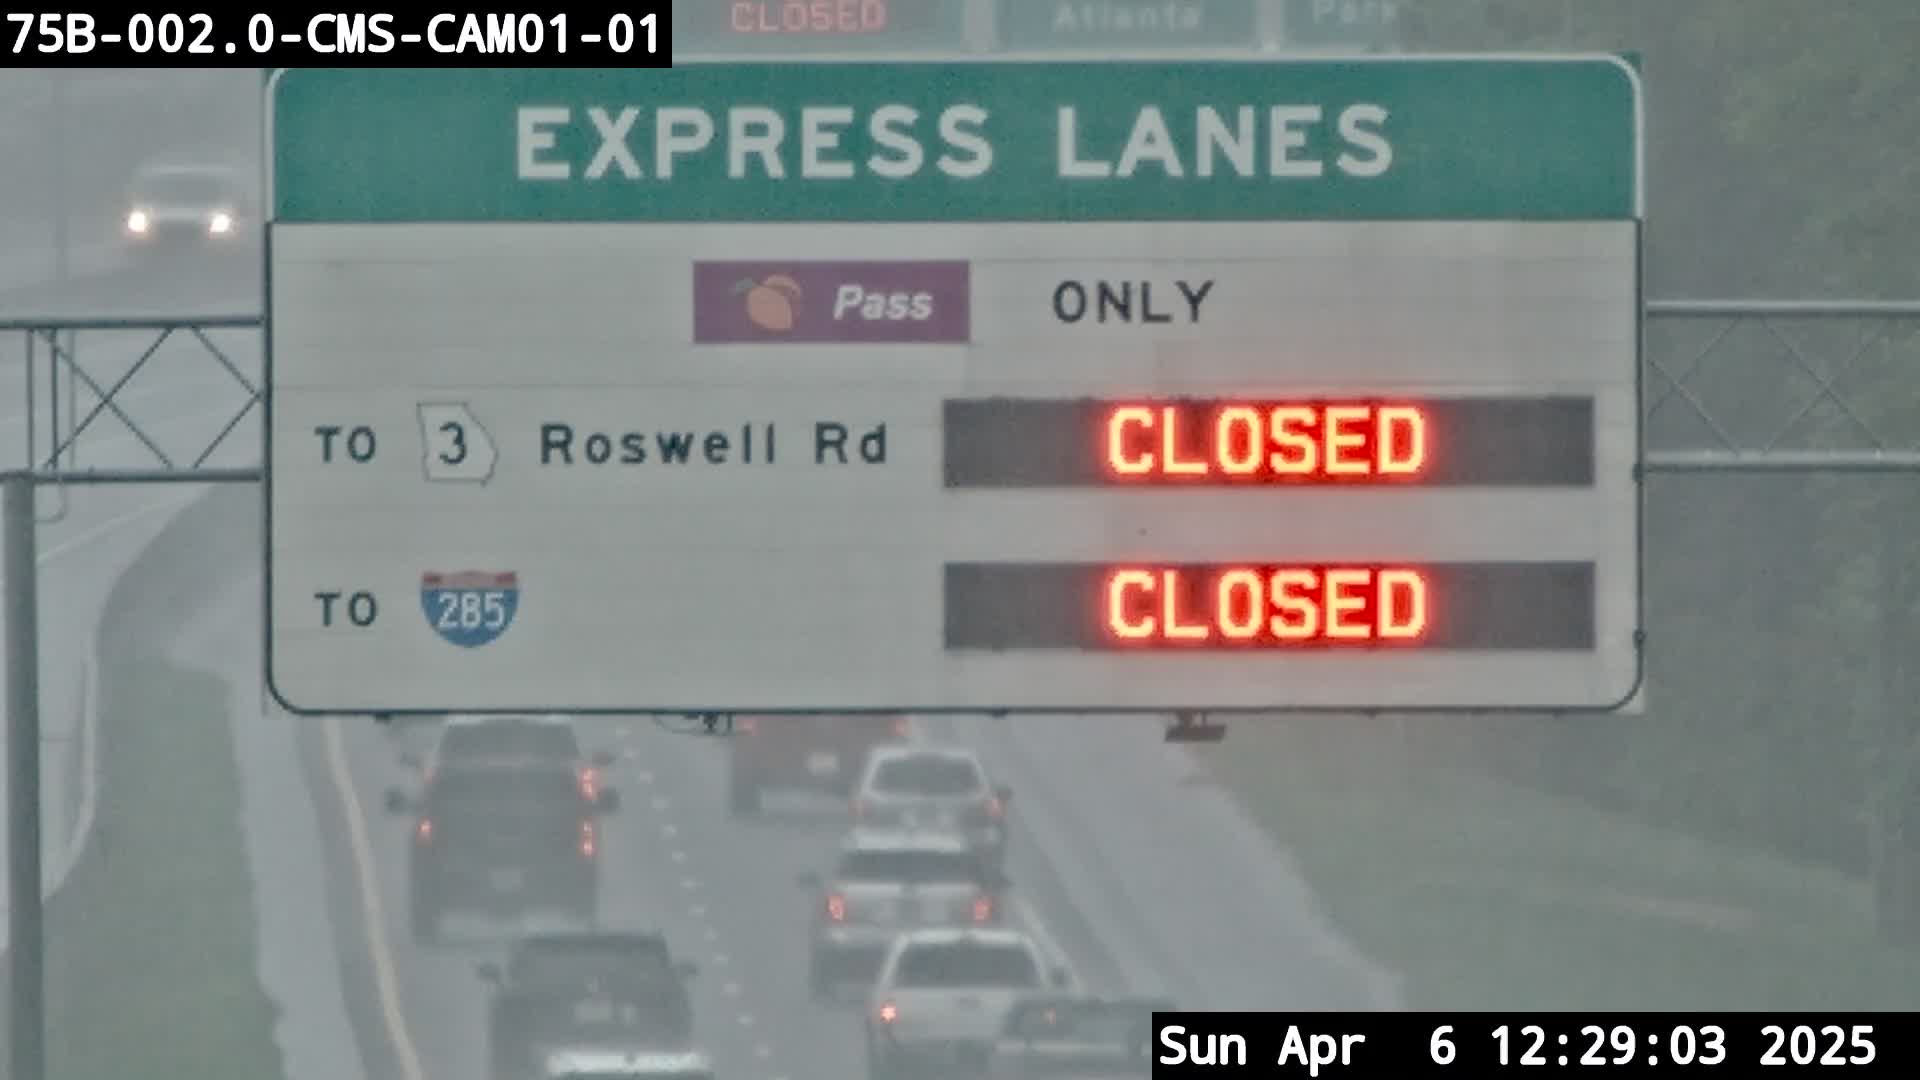 75B-002.0-CMS-CAM01-01
CLOSED
Atlanta
Park
EXPRESS LANES
Pass ONLY
TO 3 Roswell Rd CLOSED
TO 285 CLOSED
Sun Apr 6 12:29:03 2025